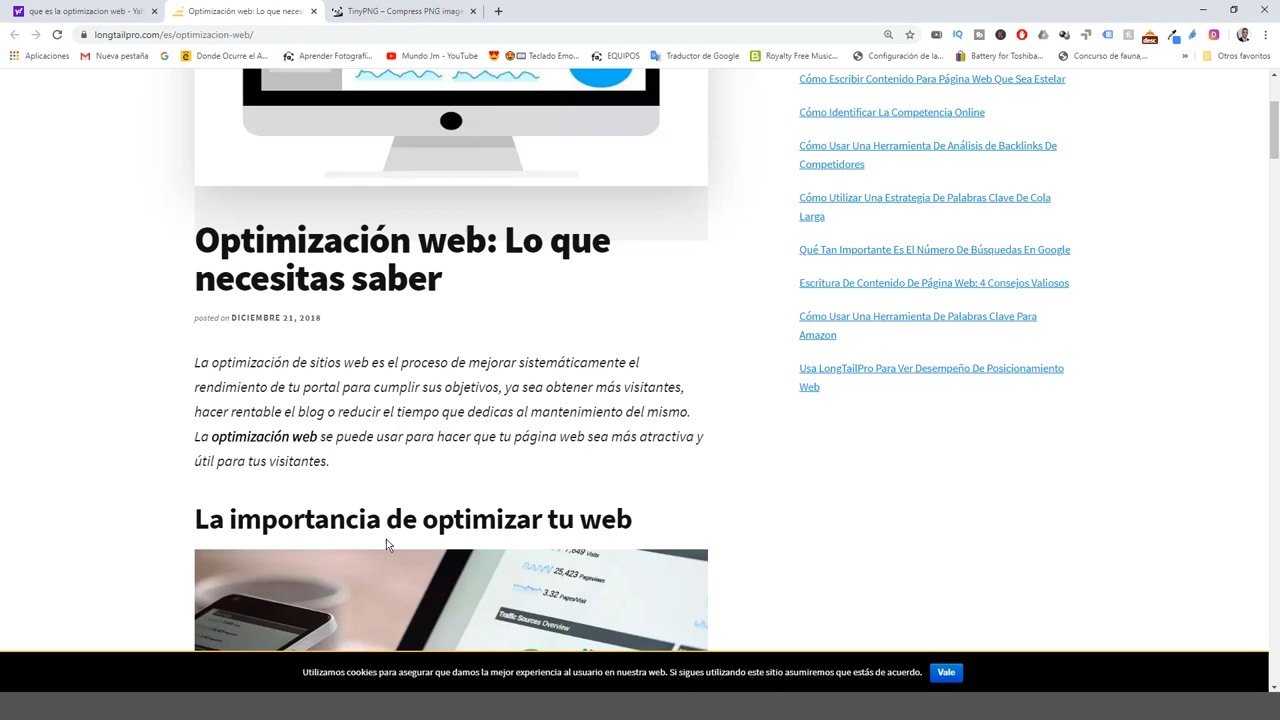 que es la optimizacion web - Yah
Optimización web: Lo que necesi
TinyPNG – Compress PNG image
longtailpro.com/es/optimizacion-web/
Aplicaciones
Nueva pestaña
Donde Ocurre el A...
Aprender Fotografí...
Mundo Jm - YouTube
Teclado Emo...
EQUIPOS
Traductor de Google
Royalty Free Music...
Configuración de la...
Battery for Toshiba...
Concurso de fauna,...
»
Otros favoritos
Optimización web: Lo que
necesitas saber
posted on DICIEMBRE 21, 2018
La optimización de sitios web es el proceso de mejorar sistemáticamente el
rendimiento de tu portal para cumplir sus objetivos, ya sea obtener más visitantes,
hacer rentable el blog o reducir el tiempo que dedicas al mantenimiento del mismo.
La optimización web se puede usar para hacer que tu página web sea más atractiva y
útil para tus visitantes.
La importancia de optimizar tu web
25,423 Pageviews
3.32 Pages/Visit
Traffic Sources Overview
Cómo Escribir Contenido Para Página Web Que Sea Estelar
Cómo Identificar La Competencia Online
Cómo Usar Una Herramienta De Análisis de Backlinks De
Competidores
Cómo Utilizar Una Estrategia De Palabras Clave De Cola
Larga
Qué Tan Importante Es El Número De Búsquedas En Google
Escritura De Contenido De Página Web: 4 Consejos Valiosos
Cómo Usar Una Herramienta De Palabras Clave Para
Amazon
Usa LongTailPro Para Ver Desempeño De Posicionamiento
Web
Utilizamos cookies para asegurar que damos la mejor experiencia al usuario en nuestra web. Si sigues utilizando este sitio asumiremos que estás de acuerdo.
Vale